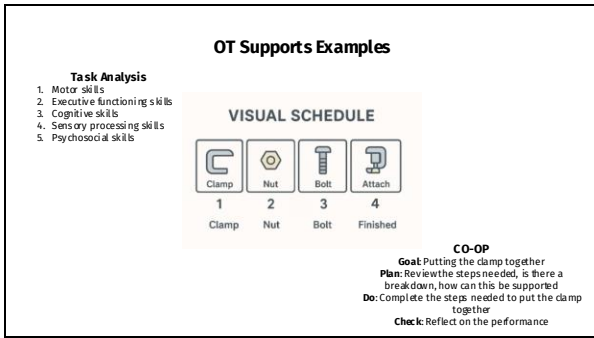 OT Supports Examples
Task Analysis
1. Motor skills
2. Executive functioning skills
3. Cognitive skills
4. Sensory processing skills
5. Psychosocial skills
VISUAL SCHEDULE
Clamp Nut Bolt Attach
1 2 3 4
Clamp Nut Bolt Finished
CO-OP
Goal: Putting the clamp together
Plan: Review the steps needed, is there a
breakdown, how can this be supported
Do: Complete the steps needed to put the clamp
together
Check: Reflect on the performance